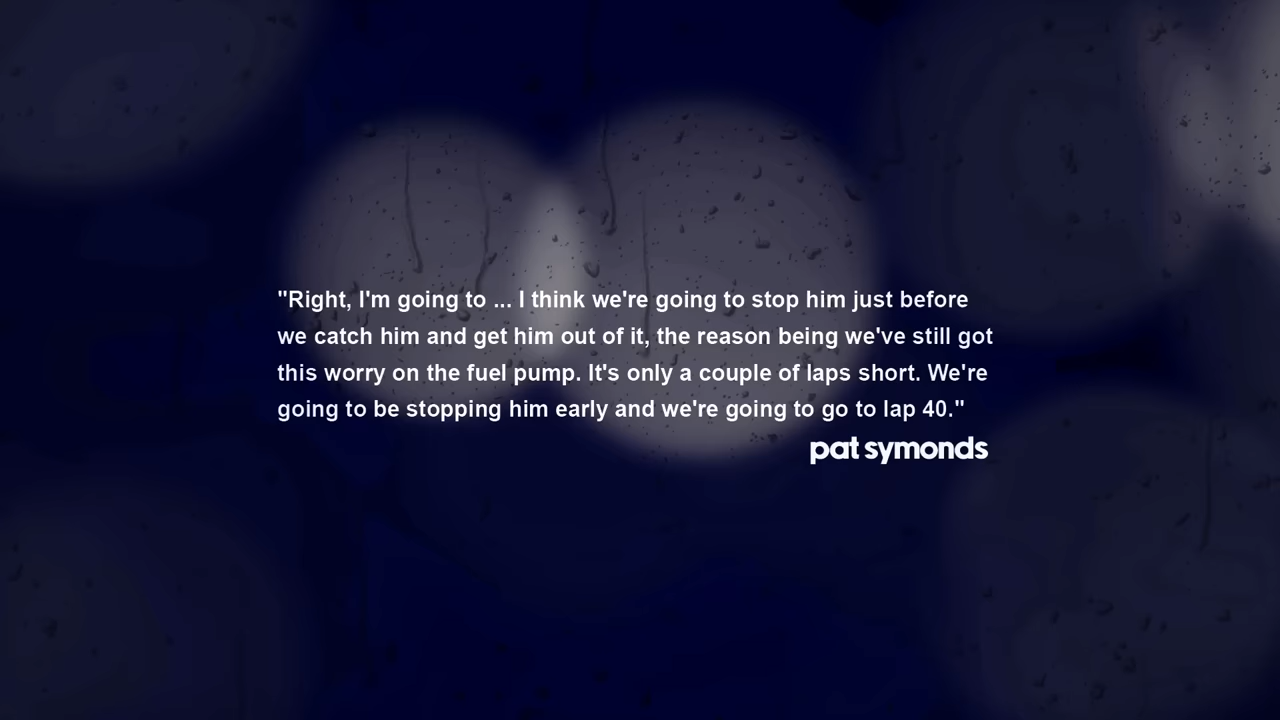 "Right, I'm going to ... I think we're going to stop him just before
we catch him and get him out of it, the reason being we've still got
this worry on the fuel pump. It's only a couple of laps short. We're
going to be stopping him early and we're going to go to lap 40."
pat symonds